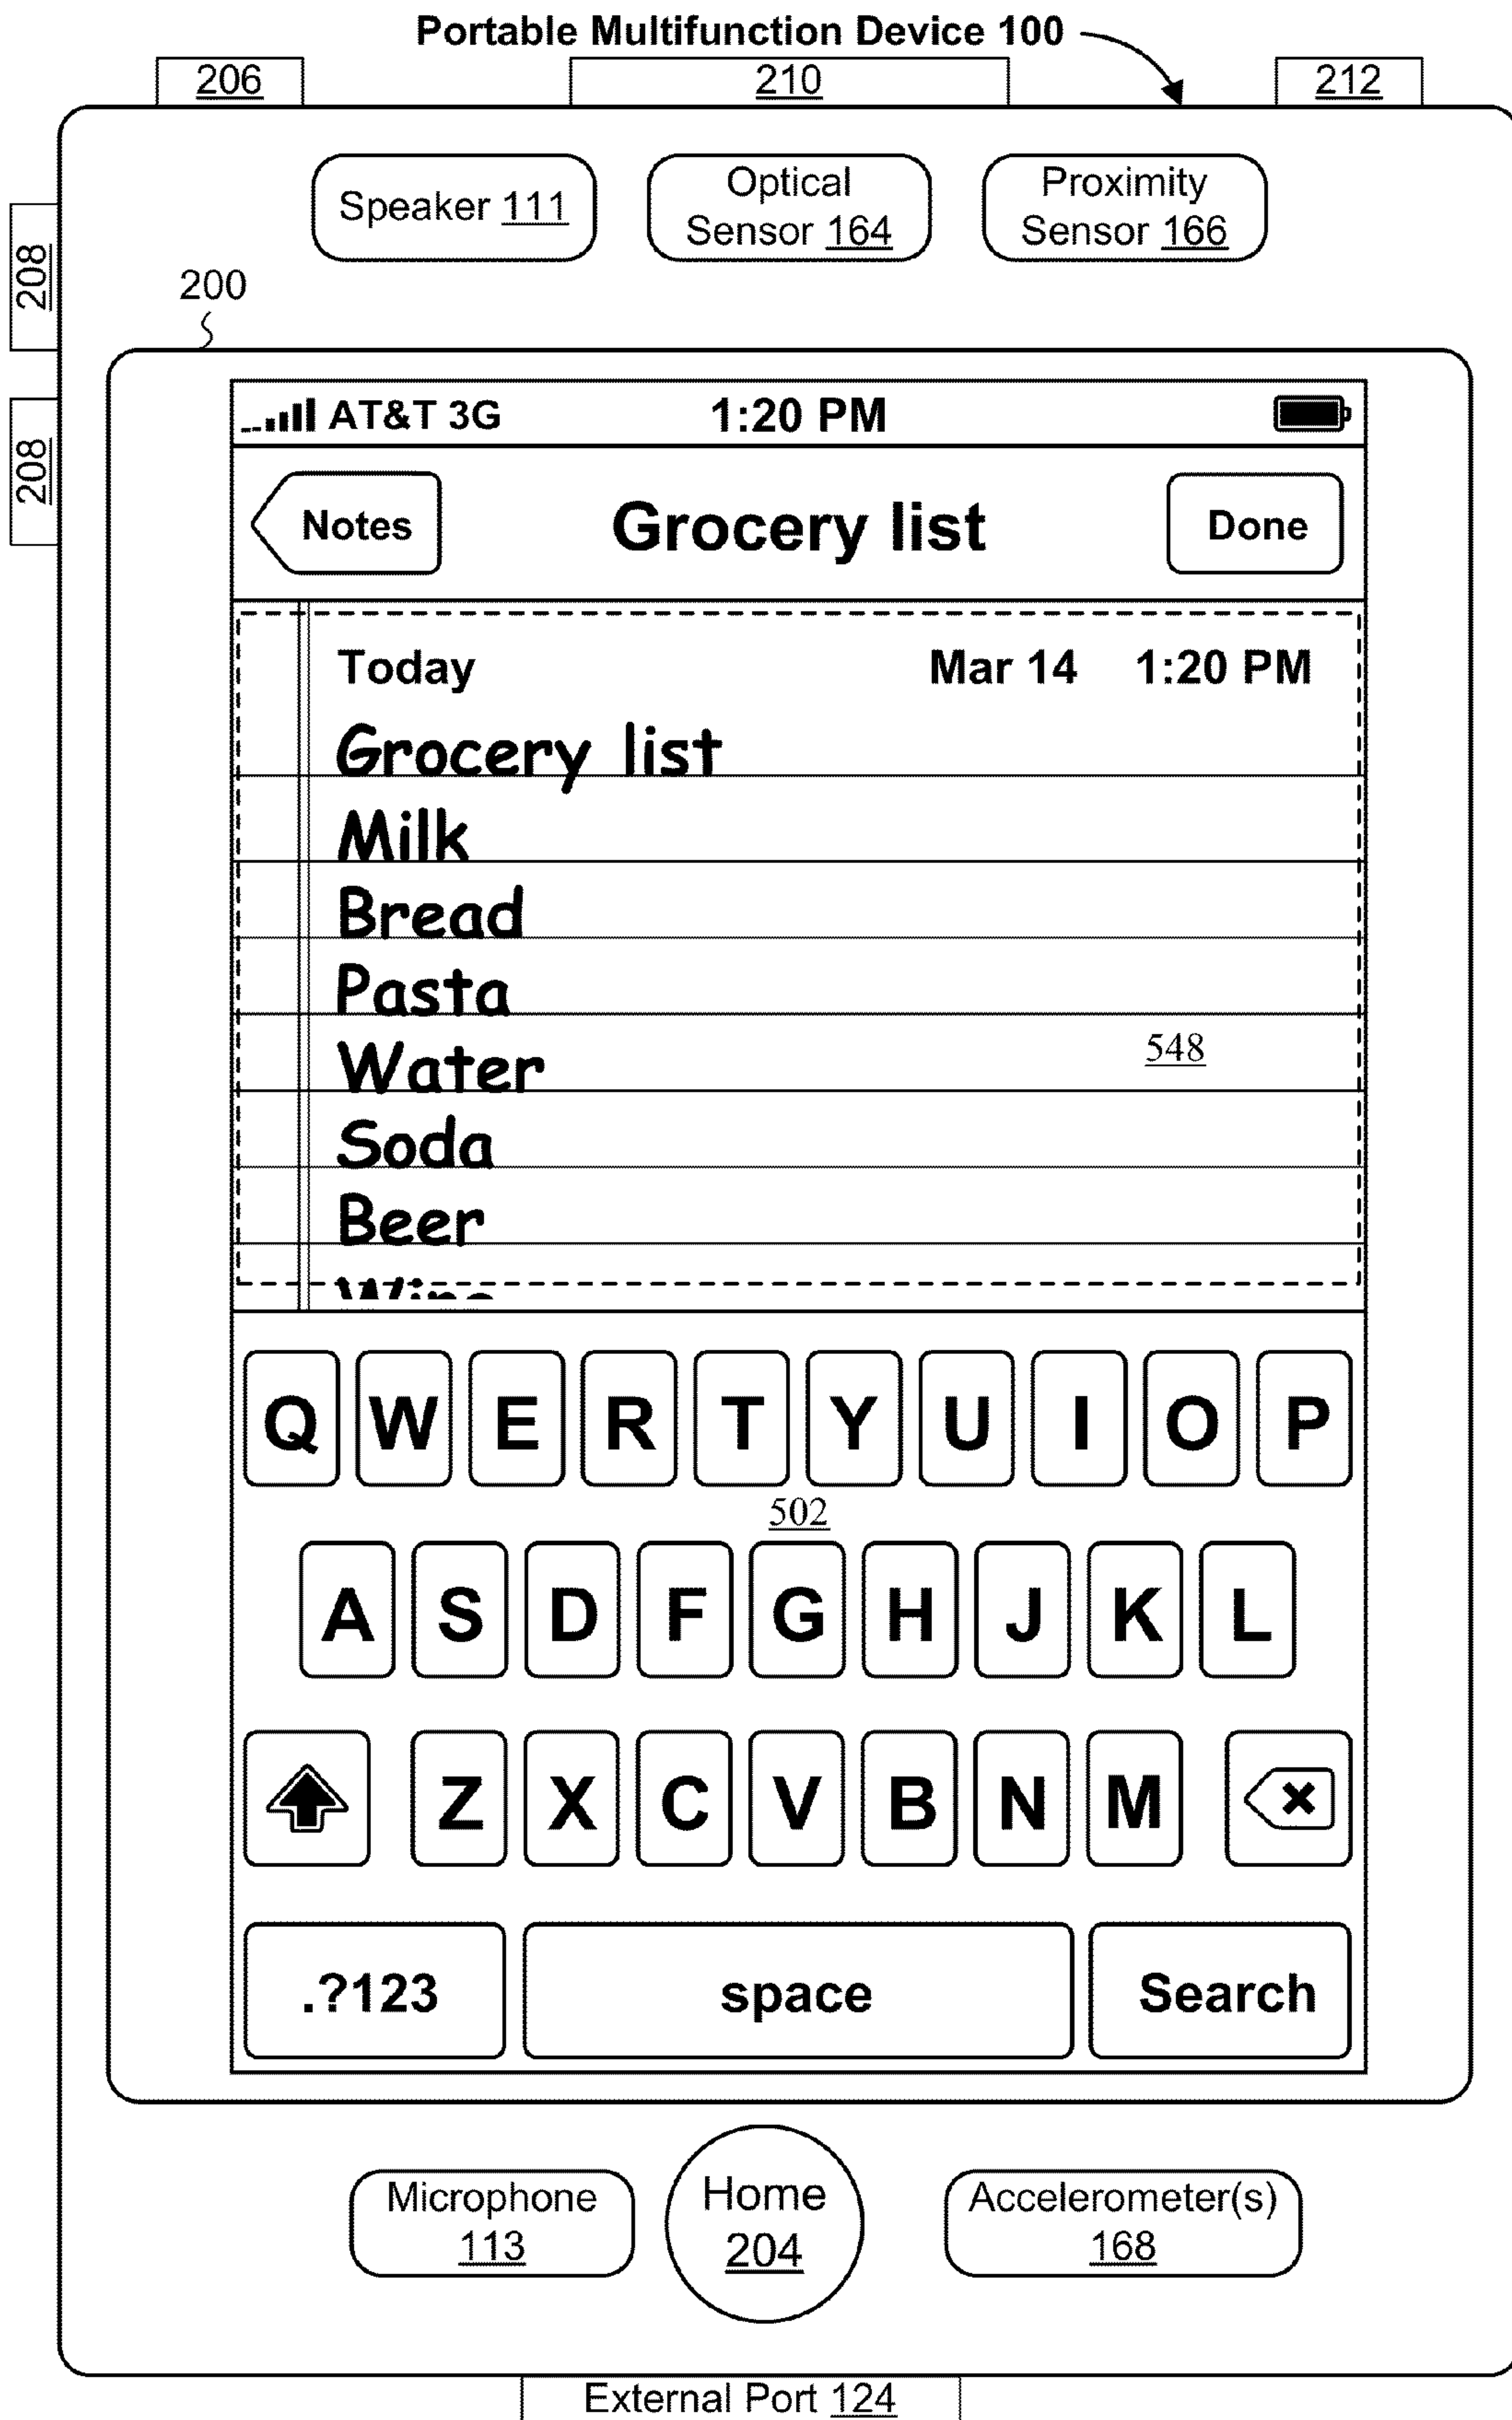 Portable Multifunction Device 100
206 210 212
Speaker 111
Optical
Sensor 164
Proximity
Sensor 166
208
208
200
AT&T 3G 1:20 PM
Notes Grocery list Done
Today Mar 14 1:20 PM
Grocery list
Milk
Bread
Pasta
Water
548
Soda
Beer
Wine
Q W E R T Y U I O P
502
A S D F G H J K L
Z X C V B N M
.?123 space Search
Microphone
113
Home
204
Accelerometer(s)
168
External Port 124